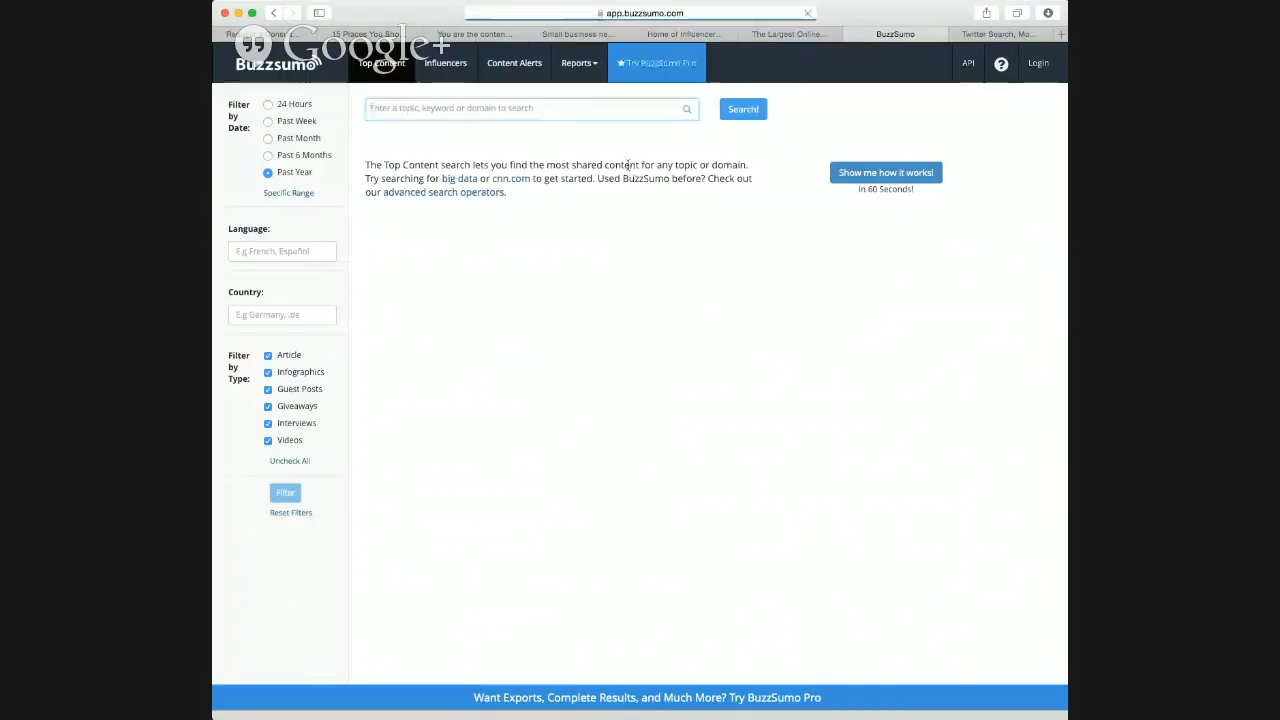 app.buzzsumo.com
15 Places You Sho...
You are the conten...
Small business ne...
Home of Influencer...
The Largest Online...
BuzzSumo
Twitter Search, Mo...
Google+
Buzzsumo
Top Content
Influencers
Content Alerts
Reports
Try BuzzSumo Pro
API
?
Login
Filter by Date:
24 Hours
Past Week
Past Month
Past 6 Months
Past Year
Specific Range
Enter a topic, keyword or domain to search
Search!
The Top Content search lets you find the most shared content for any topic or domain.
Try searching for big data or cnn.com to get started. Used BuzzSumo before? Check out
our advanced search operators.
Show me how it works!
In 60 Seconds!
Language:
E.g French, Español
Country:
E.g Germany, .de
Filter by Type:
Article
Infographics
Guest Posts
Giveaways
Interviews
Videos
Uncheck All
Filter
Reset Filters
Want Exports, Complete Results, and Much More? Try BuzzSumo Pro